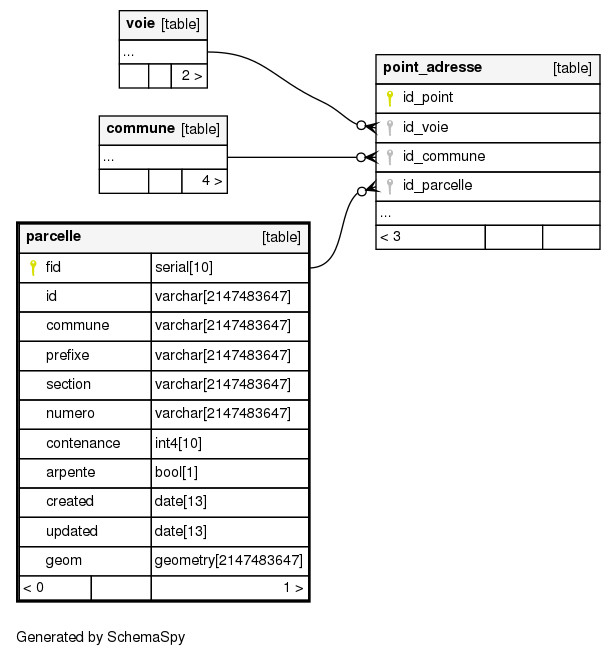 voie [table]
...
2 >
commune [table]
...
4 >
point_adresse [table]
id_point
id_voie
id_commune
id_parcelle
...
< 3
parcelle [table]
fid serial[10]
id varchar[2147483647]
commune varchar[2147483647]
prefixe varchar[2147483647]
section varchar[2147483647]
numero varchar[2147483647]
contenance int4[10]
arpente bool[1]
created date[13]
updated date[13]
geom geometry[2147483647]
< 0 1 >
Generated by SchemaSpy